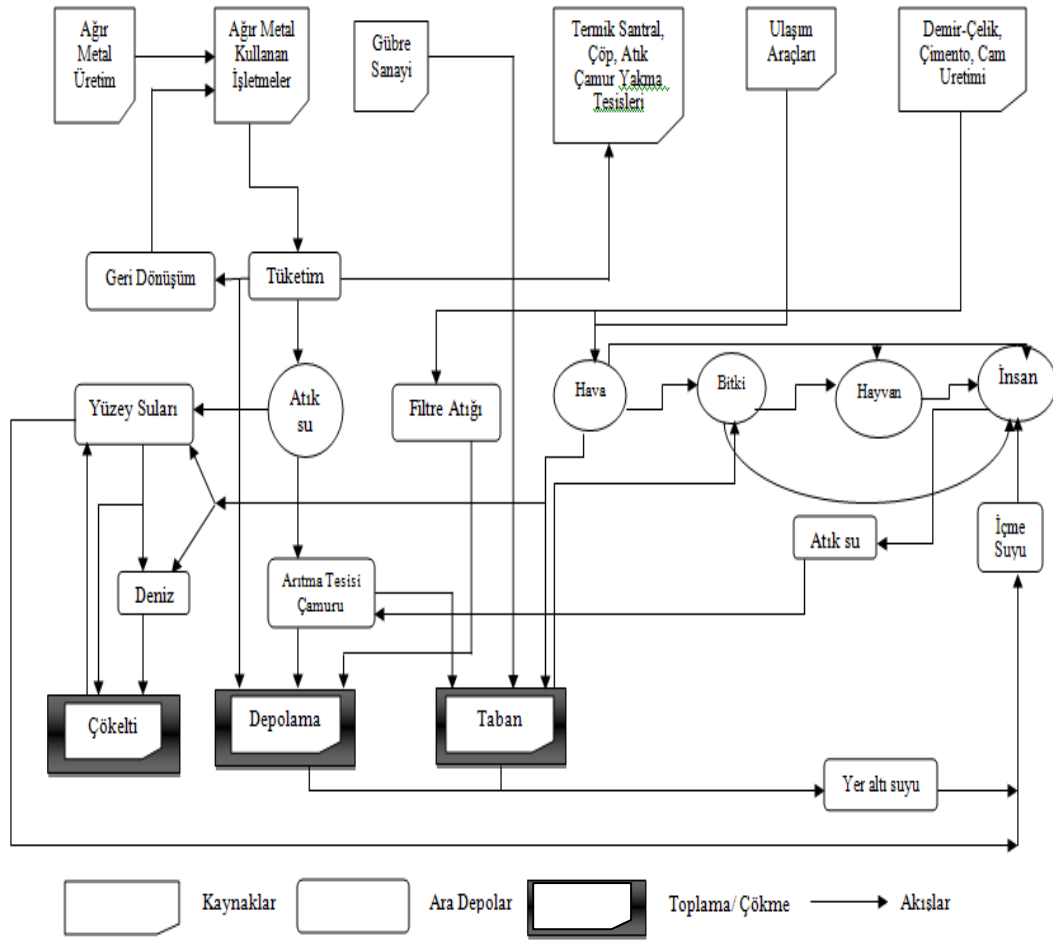 Ağır
Metal
Üretim
Ağır Metal
Kullanan
İşletmeler
Gübre
Sanayi
Termik Santral,
Çöp, Atık
Çamur Yakma
Tesisleri
Ulaşım
Araçları
Demir-Çelik,
Çimento, Cam
Uretimi
Geri Dönüşüm
Tüketim
Yüzey Suları
Atık
su
Filtre Atığı
Hava
Bitki
Hayvan
İnsan
Atık su
İçme
Suyu
Deniz
Arıtma Tesisi
Çamuru
Çökelti
Depolama
Taban
Yer altı suyu
Kaynaklar
Ara Depolar
Toplama/ Çökme
Akışlar